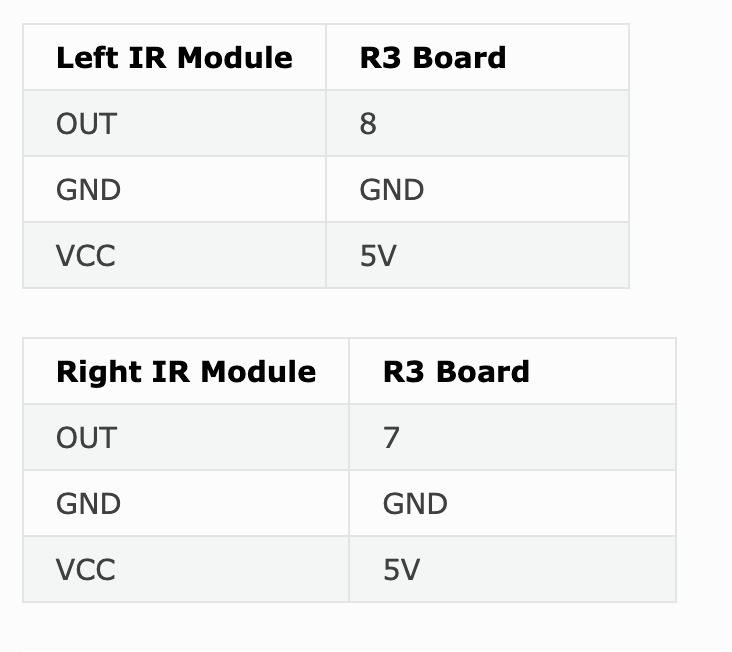 Left IR Module R3 Board
OUT 8
GND GND
VCC 5V
Right IR Module R3 Board
OUT 7
GND GND
VCC 5V